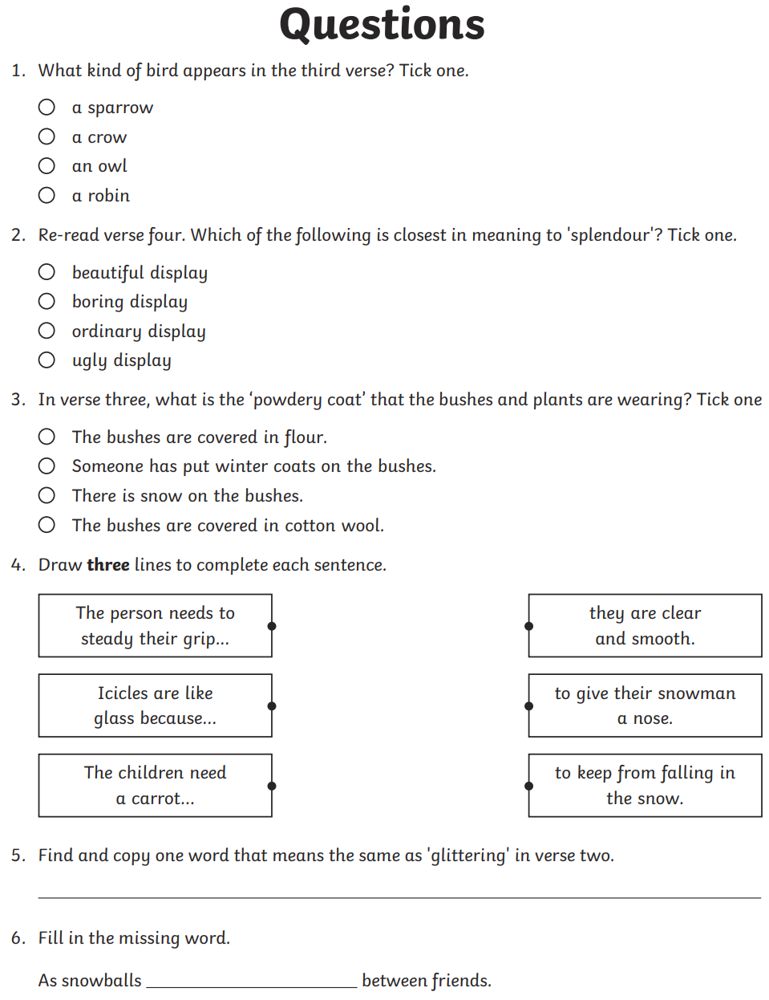 Questions
1. What kind of bird appears in the third verse? Tick one.
a sparrow
a crow
an owl
a robin
2. Re-read verse four. Which of the following is closest in meaning to 'splendour'? Tick one.
beautiful display
boring display
ordinary display
ugly display
3. In verse three, what is the ‘powdery coat’ that the bushes and plants are wearing? Tick one
The bushes are covered in flour.
Someone has put winter coats on the bushes.
There is snow on the bushes.
The bushes are covered in cotton wool.
4. Draw three lines to complete each sentence.
The person needs to
steady their grip...
they are clear
and smooth.
Icicles are like
glass because...
to give their snowman
a nose.
The children need
a carrot...
to keep from falling in
the snow.
5. Find and copy one word that means the same as 'glittering' in verse two.
6. Fill in the missing word.
As snowballs ______________________ between friends.